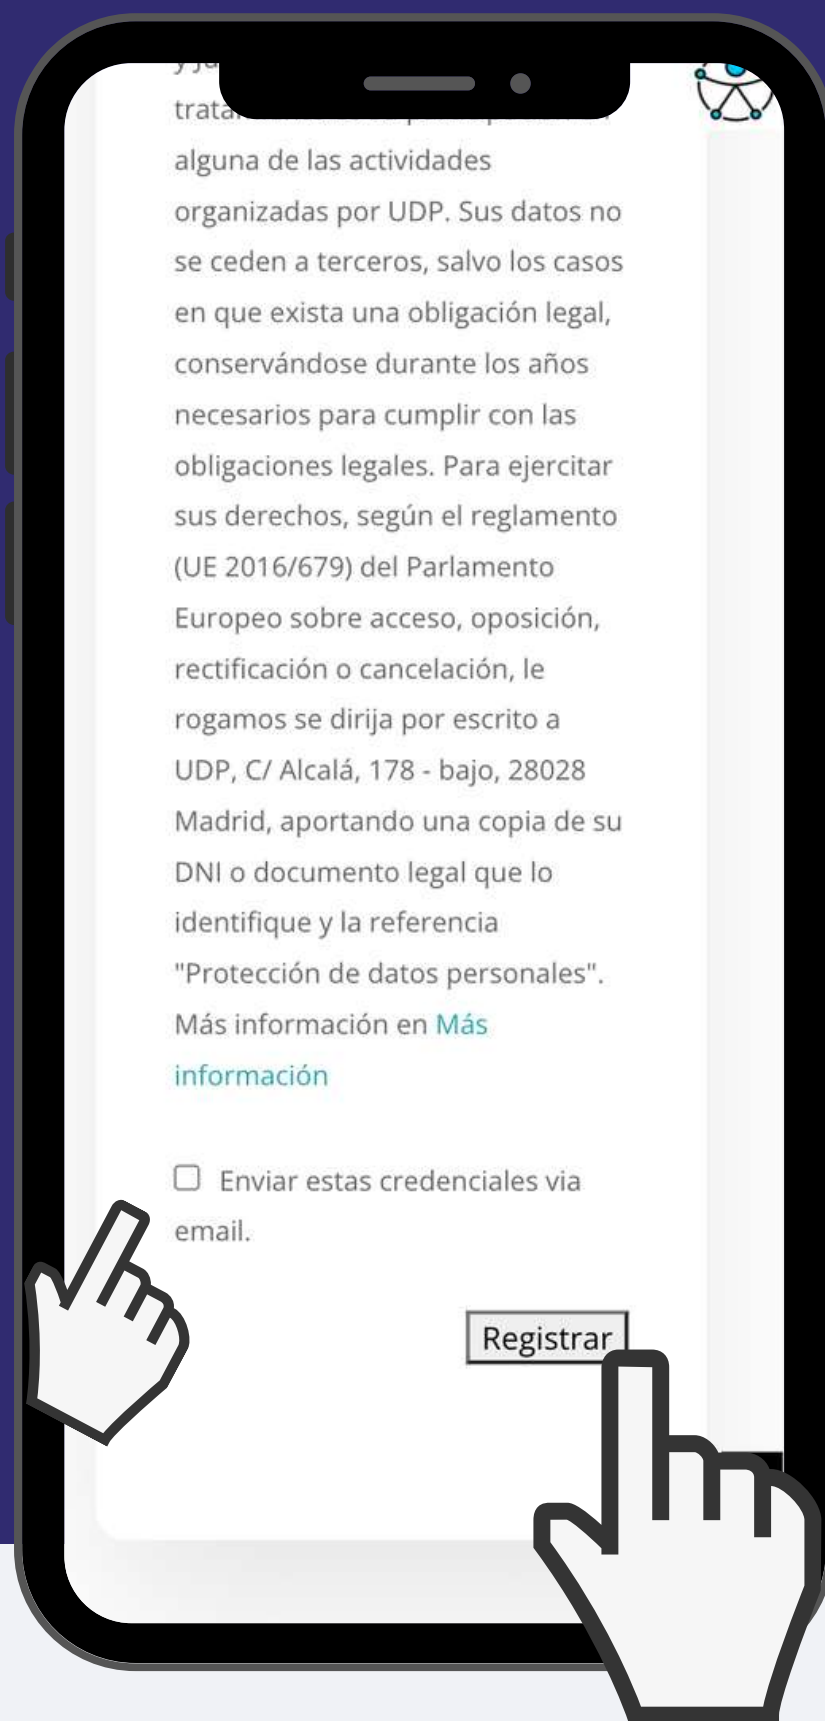 alguna de las actividades
organizadas por UDP. Sus datos no
se ceden a terceros, salvo los casos
en que exista una obligación legal,
conservándose durante los años
necesarios para cumplir con las
obligaciones legales. Para ejercitar
sus derechos, según el reglamento
(UE 2016/679) del Parlamento
Europeo sobre acceso, oposición,
rectificación o cancelación, le
rogamos se dirija por escrito a
UDP, C/ Alcalá, 178 - bajo, 28028
Madrid, aportando una copia de su
DNI o documento legal que lo
identifique y la referencia
"Protección de datos personales".
Más información en Más
información
Enviar estas credenciales via
email.
Registrar